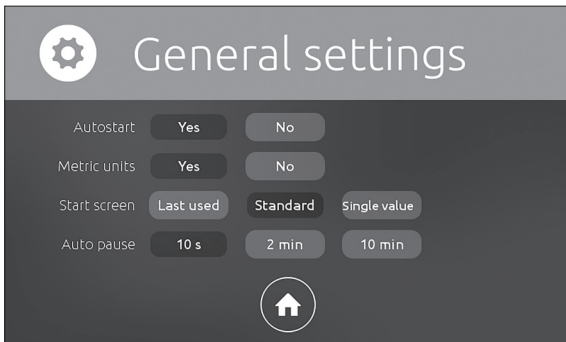 General settings
Autostart Yes No
Metric units Yes No
Start screen Last used Standard Single value
Auto pause 10 s 2 min 10 min